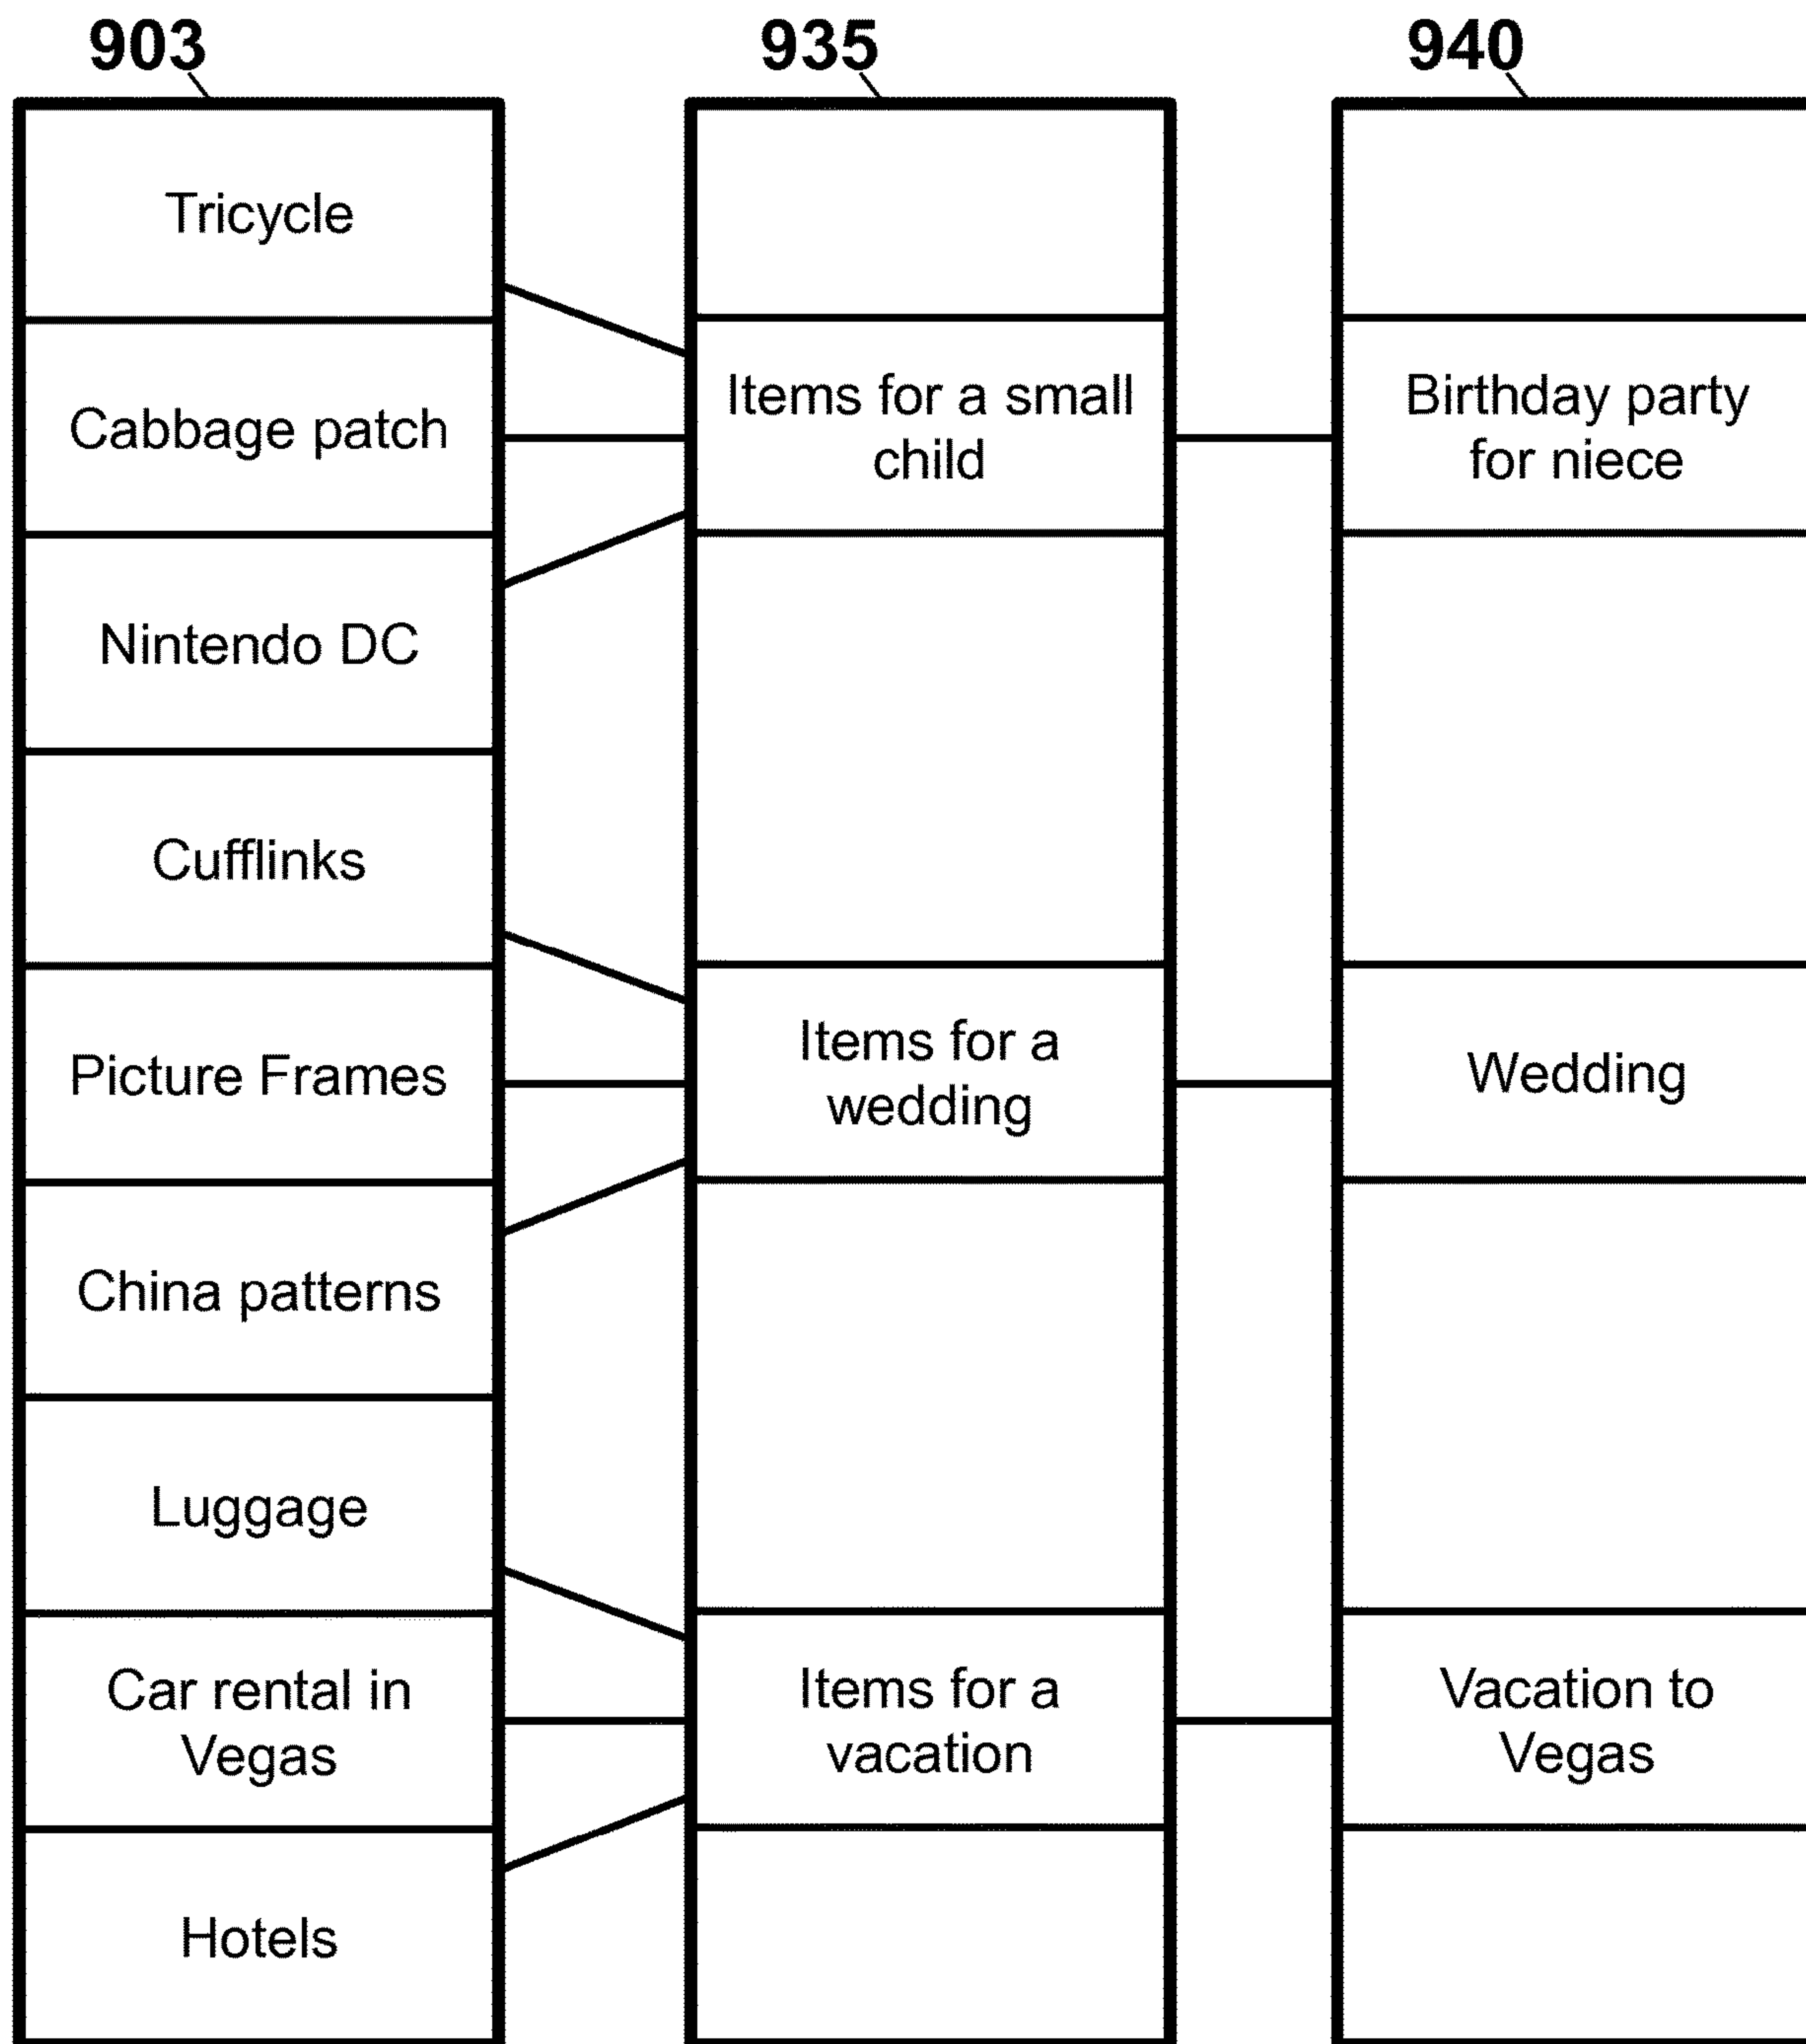 903
935
940
Tricycle
Cabbage patch
Items for a small
child
Birthday party
for niece
Nintendo DC
Cufflinks
Picture Frames
Items for a
wedding
Wedding
China patterns
Luggage
Car rental in
Vegas
Items for a
vacation
Vacation to
Vegas
Hotels